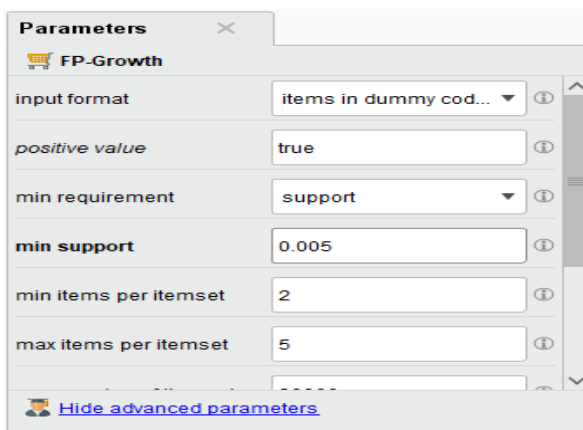 Parameters
FP-Growth
input format items in dummy cod...
positive value true
min requirement support
min support 0.005
min items per itemset 2
max items per itemset 5
Hide advanced parameters